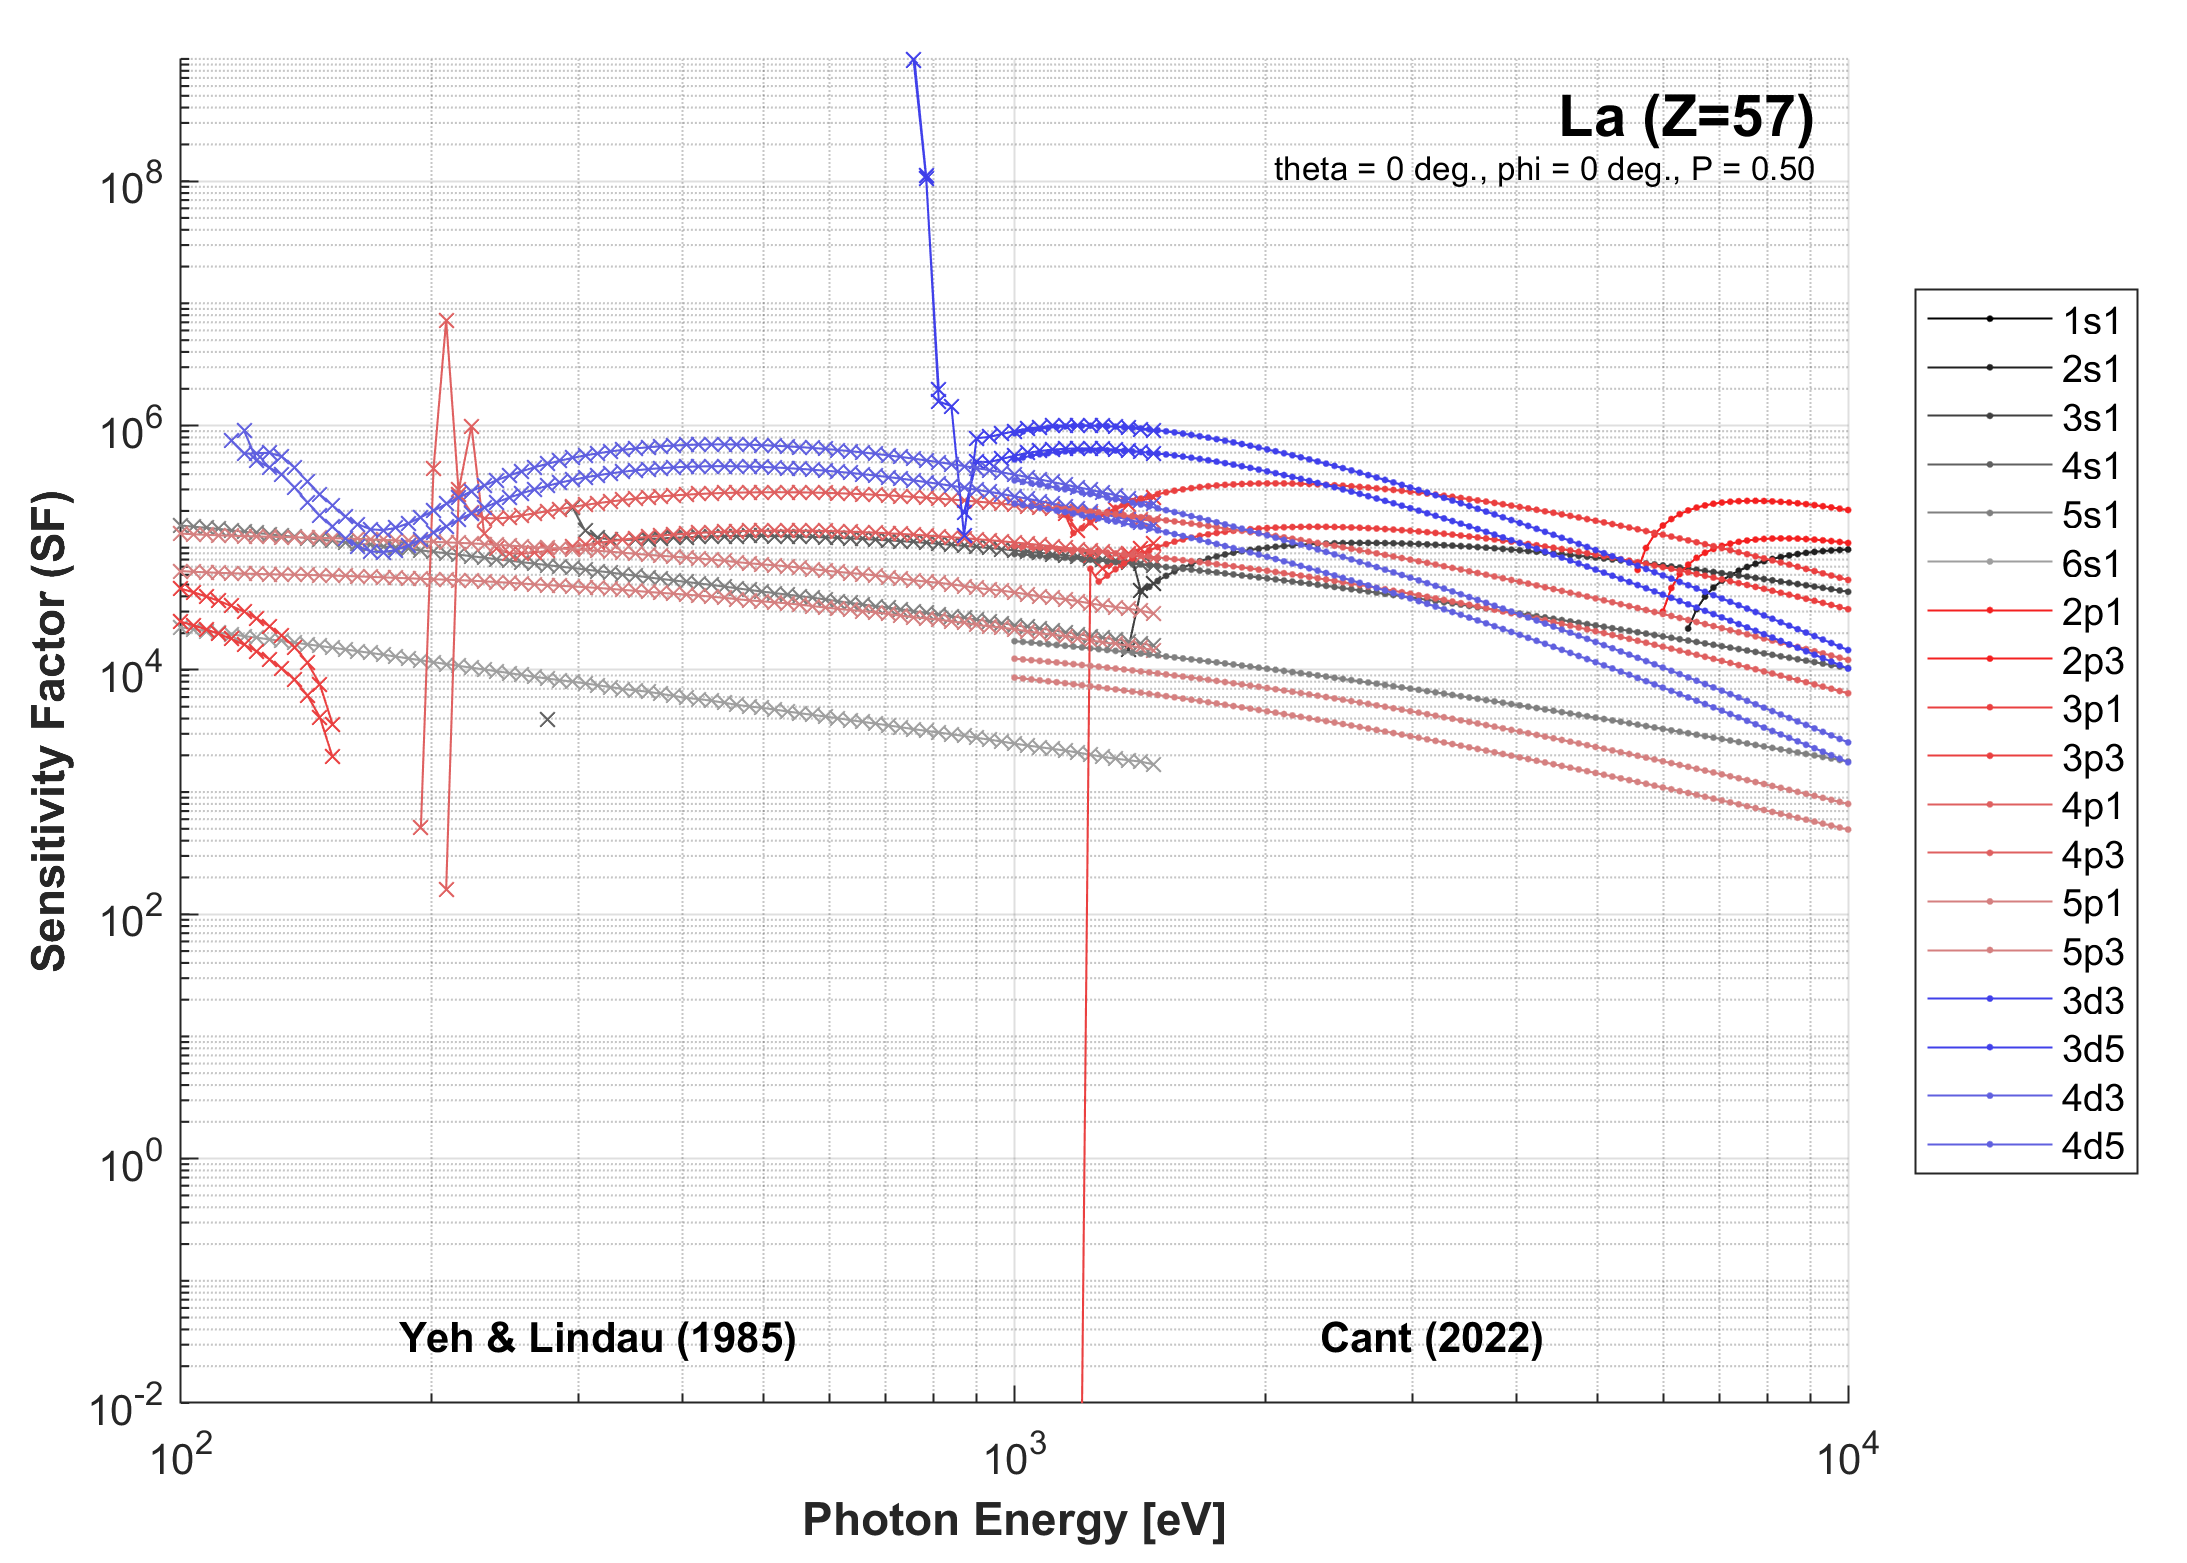 La (Z=57)
theta = 0 deg., phi = 0 deg., P = 0.50
10^8
10^6
10^4
10^2
10^0
10^-2
Sensitivity Factor (SF)
Yeh & Lindau (1985)
Cant (2022)
10^2
10^3
10^4
Photon Energy [eV]
1s1
2s1
3s1
4s1
5s1
6s1
2p1
2p3
3p1
3p3
4p1
4p3
5p1
5p3
3d3
3d5
4d3
4d5